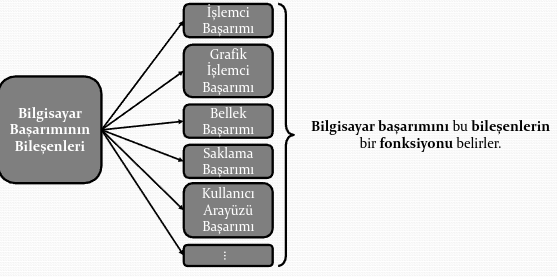 Bilgisayar
Başarımının
Bileşenleri
İşlemci
Başarımı
Grafik
İşlemci
Başarımı
Bellek
Başarımı
Saklama
Başarımı
Kullanıcı
Arayüzü
Başarımı
⋮
Bilgisayar başarımını bu bileşenlerin
bir fonksiyonu belirler.